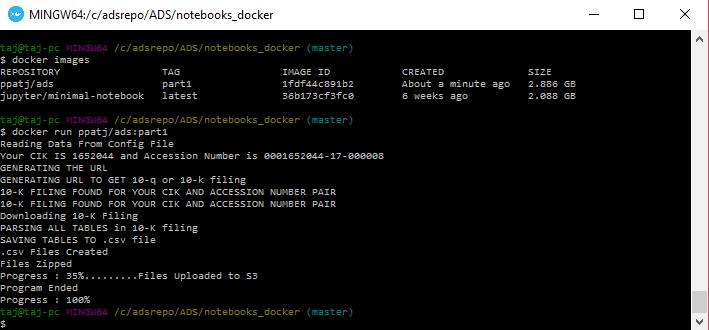 MINGW64:/c/adsrepo/ADS/notebooks_docker
taj@taj-pc MINGW64 /c/adsrepo/ADS/notebooks_docker (master)
$ docker images
REPOSITORY TAG IMAGE ID CREATED SIZE
ppatj/ads part1 1fdf44c891b2 About a minute ago 2.886 GB
jupyter/minimal-notebook latest 36b173cf3fc0 6 weeks ago 2.088 GB
taj@taj-pc MINGW64 /c/adsrepo/ADS/notebooks_docker (master)
$ docker run ppatj/ads:part1
Reading Data From Config File
Your CIK IS 1652044 and Accession Number is 0001652044-17-000008
GENERATING THE URL
GENERATING URL TO GET 10-q or 10-k filing
10-K FILING FOUND FOR YOUR CIK AND ACCESSION NUMBER PAIR
10-K FILING FOUND FOR YOUR CIK AND ACCESSION NUMBER PAIR
Downloading 10-K Filing
PARSING ALL TABLES in 10-K filing
SAVING TABLES TO .csv file
.csv Files Created
Files Zipped
Progress : 35%.........Files Uploaded to S3
Program Ended
Progress : 100%
taj@taj-pc MINGW64 /c/adsrepo/ADS/notebooks_docker (master)
$